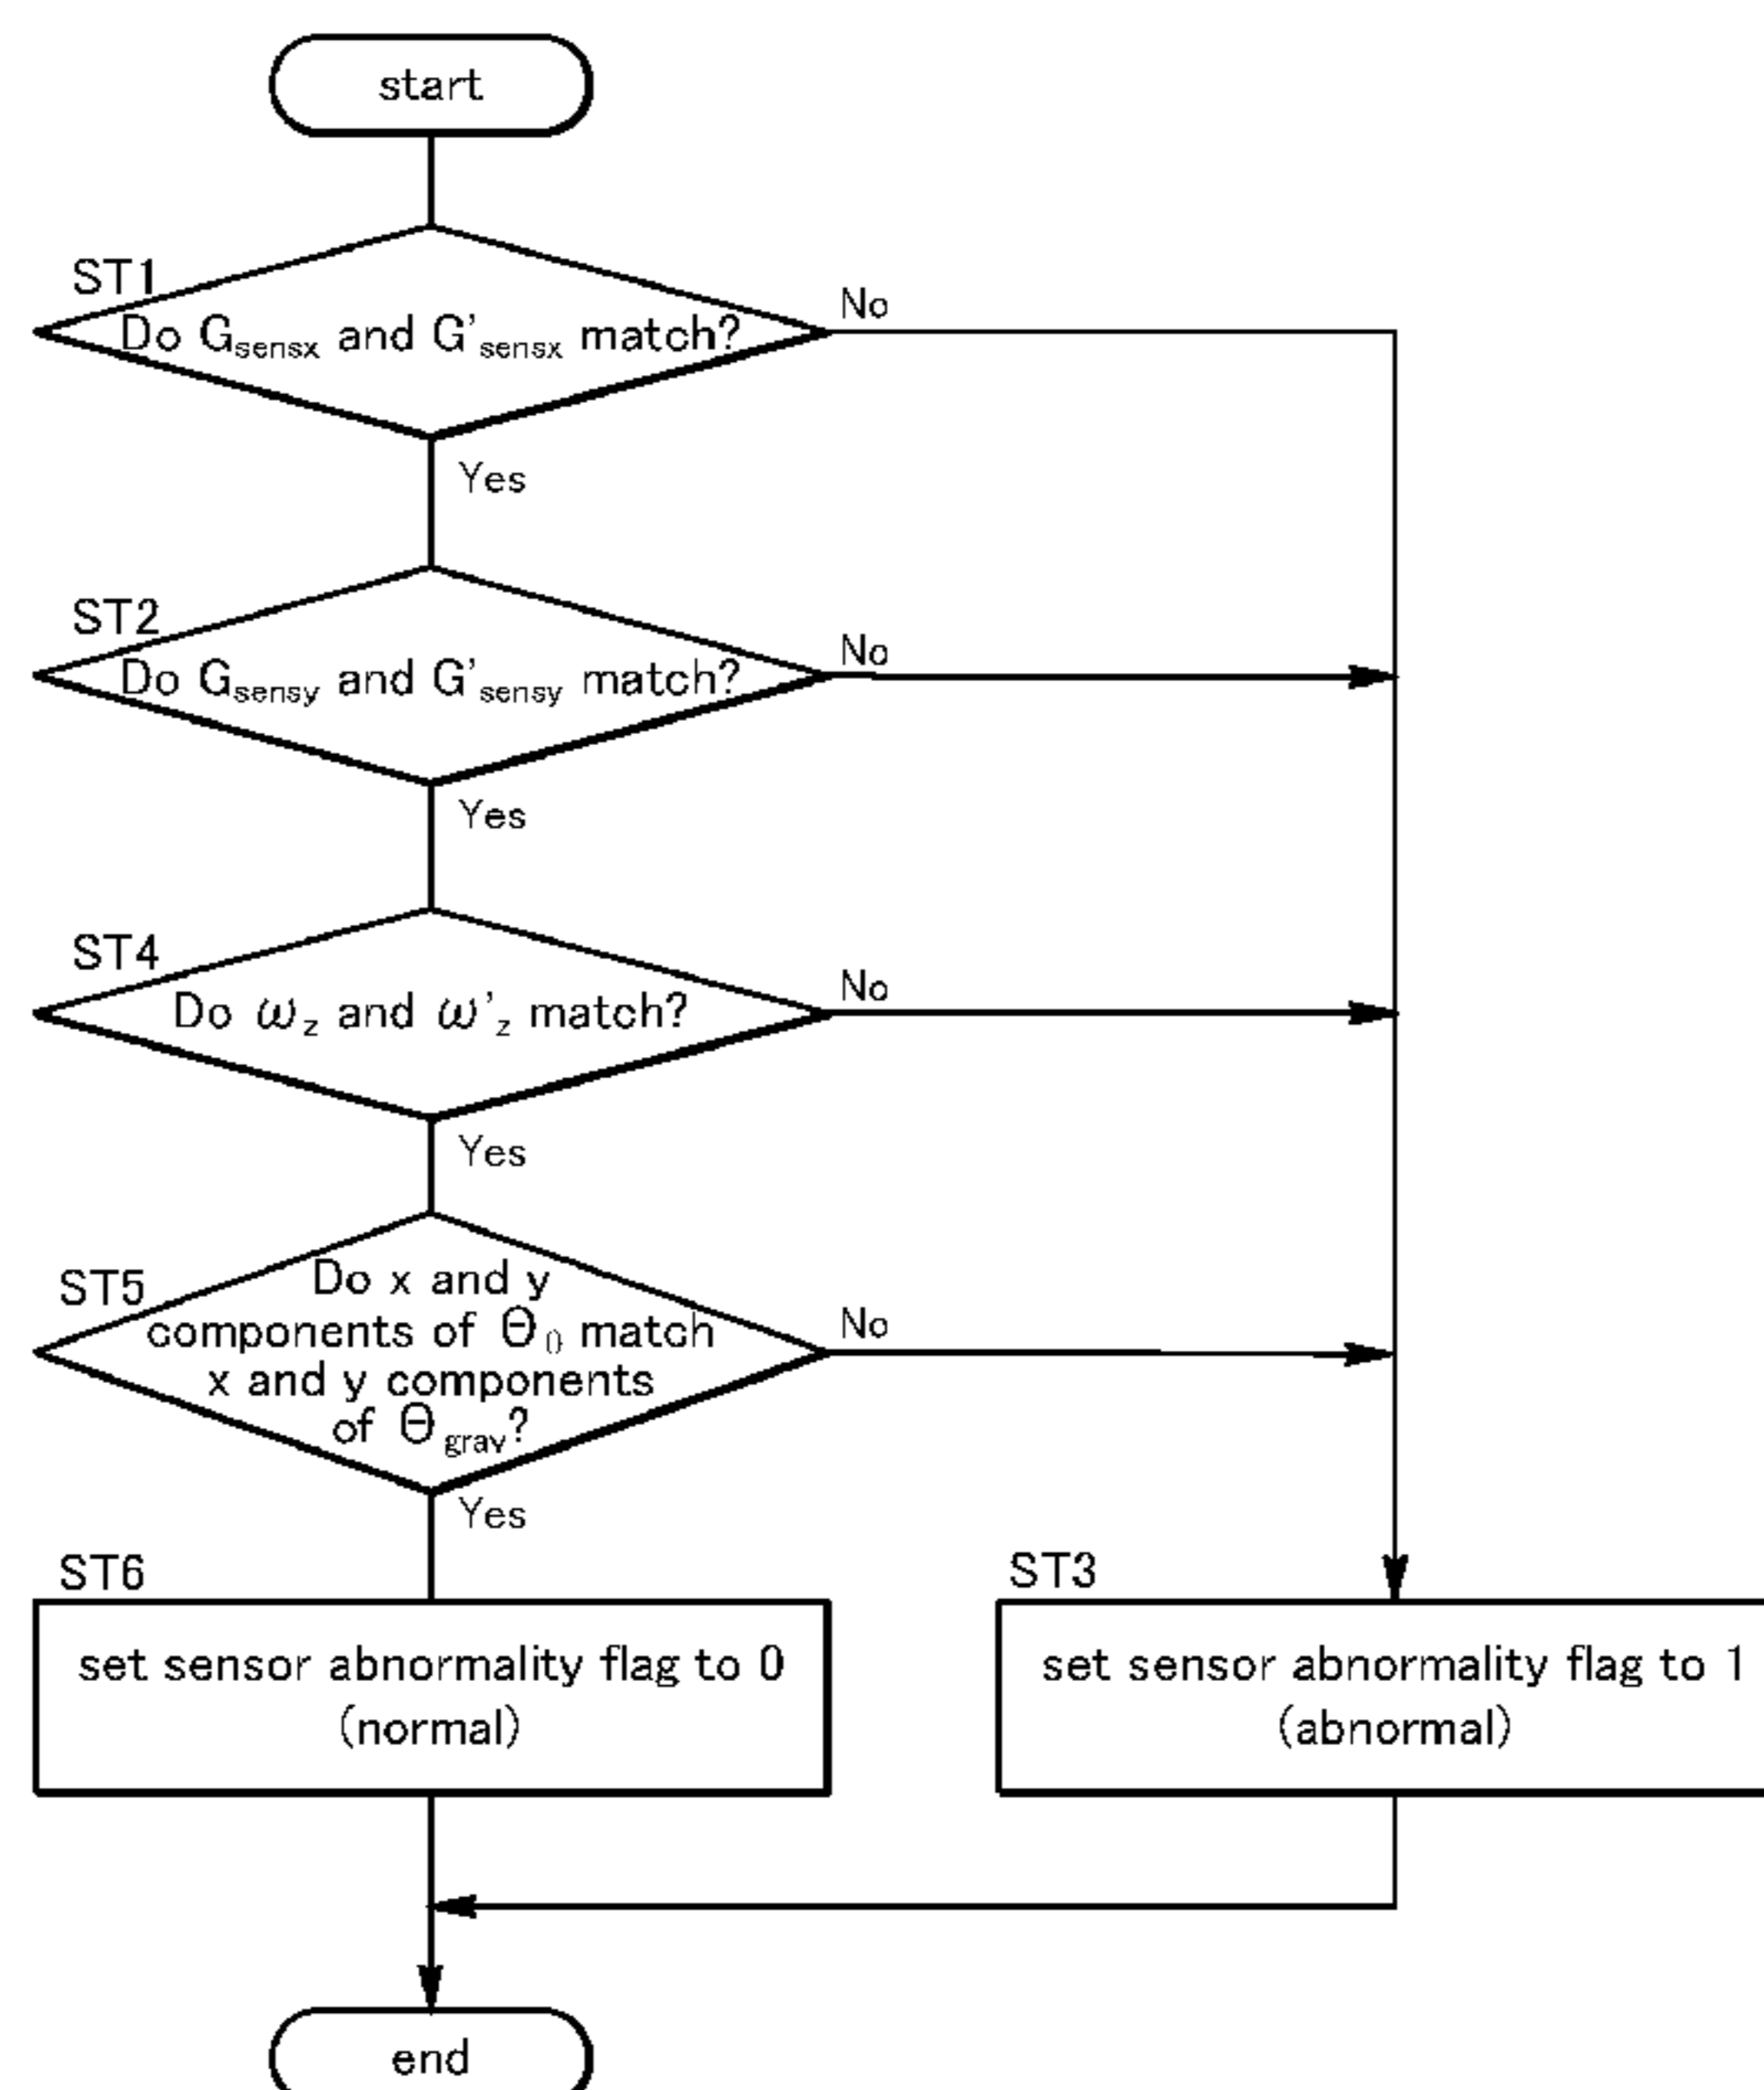 start
ST1
Do Gsensx and G'sensx match?
No
Yes
ST2
Do Gsensy and G'sensy match?
No
Yes
ST4
Do ωz and ω'z match?
No
Yes
ST5
Do x and y
components of Θ0 match
x and y components
of Θgrav?
No
Yes
ST6
set sensor abnormality flag to 0
(normal)
ST3
set sensor abnormality flag to 1
(abnormal)
end